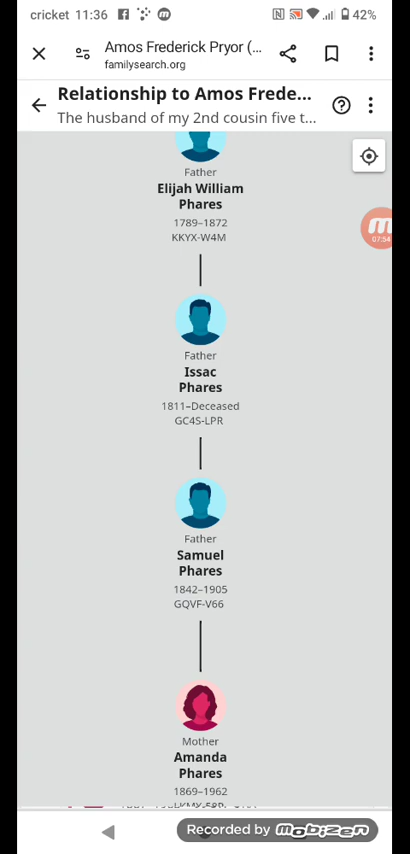 cricket 11:36 42%
Amos Frederick Pryor (...
familysearch.org
Relationship to Amos Frede...
The husband of my 2nd cousin five t...
Father
Elijah William
Phares
1789–1872
KKYX-W4M
07:54
Father
Issac
Phares
1811–Deceased
GC4S-LPR
Father
Samuel
Phares
1842–1905
GQVF-V66
Mother
Amanda
Phares
1869–1962
Recorded by mobizen